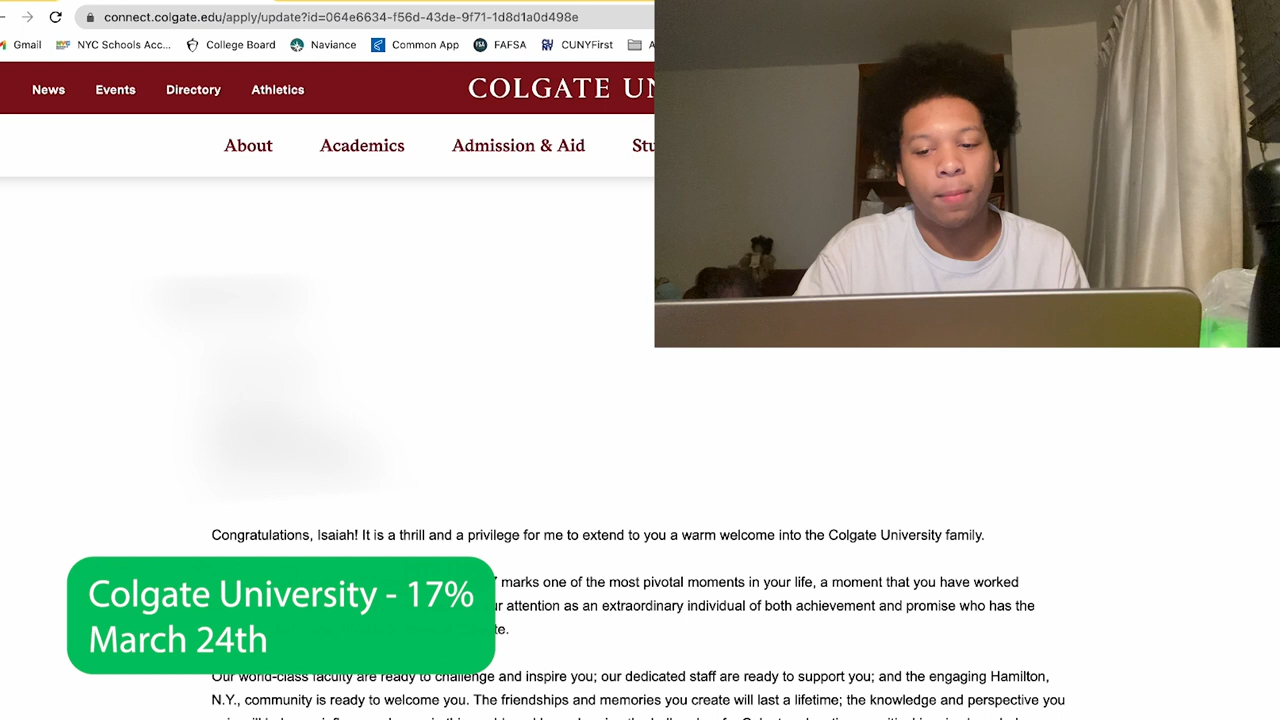 connect.colgate.edu/apply/update?id=064e6634-f56d-43de-9f71-1d8d1a0d498e
Gmail NYC Schools Acc... College Board Naviance Common App FAFSA CUNYFirst A
News Events Directory Athletics COLGATE UN
About Academics Admission & Aid Stu
Congratulations, Isaiah! It is a thrill and a privilege for me to extend to you a warm welcome into the Colgate University family.
marks one of the most pivotal moments in your life, a moment that you have worked
attention as an extraordinary individual of both achievement and promise who has the
Colgate University - 17%
March 24th
Our world-class faculty are ready to challenge and inspire you; our dedicated staff are ready to support you; and the engaging Hamilton,
N.Y., community is ready to welcome you. The friendships and memories you create will last a lifetime; the knowledge and perspective you